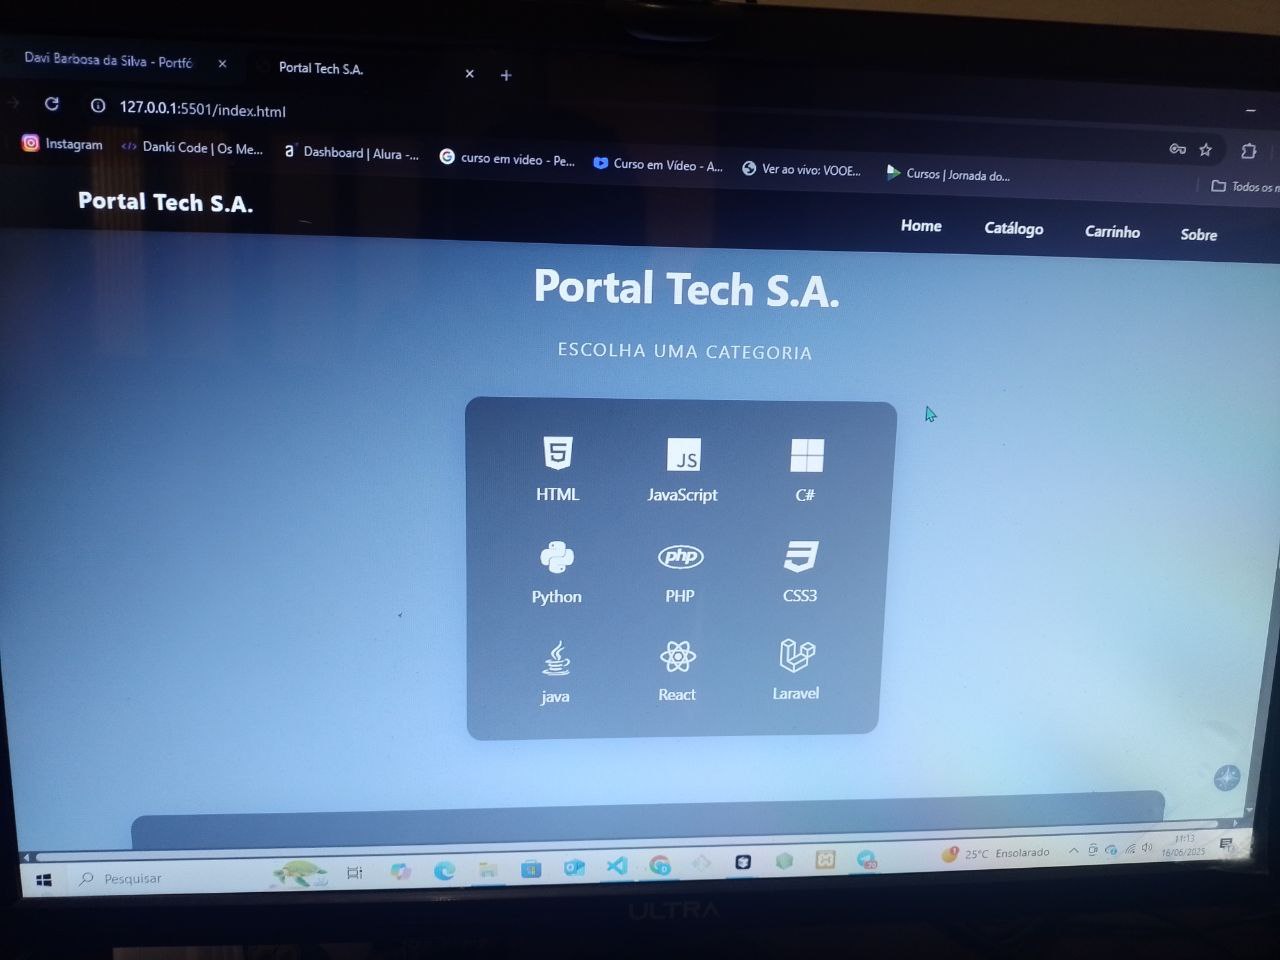 Davi Barbosa da Silva - Portfó
Portal Tech S.A.
127.0.0.1:5501/index.html
Instagram
Danki Code | Os Me...
Dashboard | Alura -...
curso em video - Pe...
Curso em Vídeo - A...
Ver ao vivo: VOOE...
Cursos | Jornada do...
Todos os m
Portal Tech S.A.
Home
Catálogo
Carrinho
Sobre
Portal Tech S.A.
ESCOLHA UMA CATEGORIA
JS
HTML
JavaScript
C#
php
Python
PHP
CSS3
java
React
Laravel
Pesquisar
25°C Ensolarado
11:13
16/06/2025
ULTRA